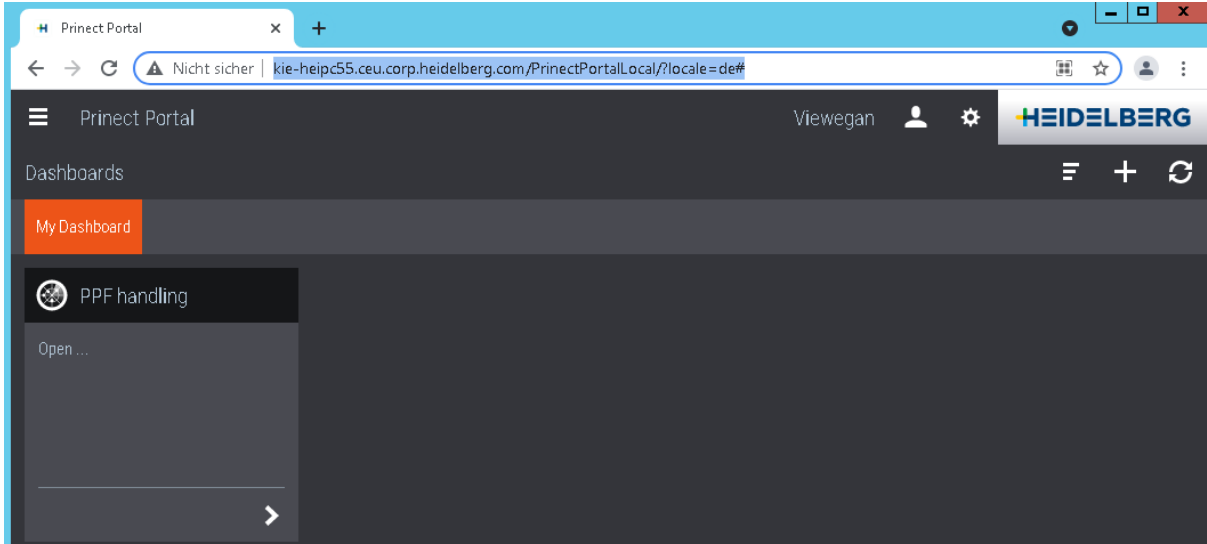 Prinect Portal
Nicht sicher | kie-heipc55.ceu.corp.heidelberg.com/PrinectPortalLocal/?locale=de#
Prinect Portal Viewegan HEIDELBERG
Dashboards
My Dashboard
PPF handling
Open ...